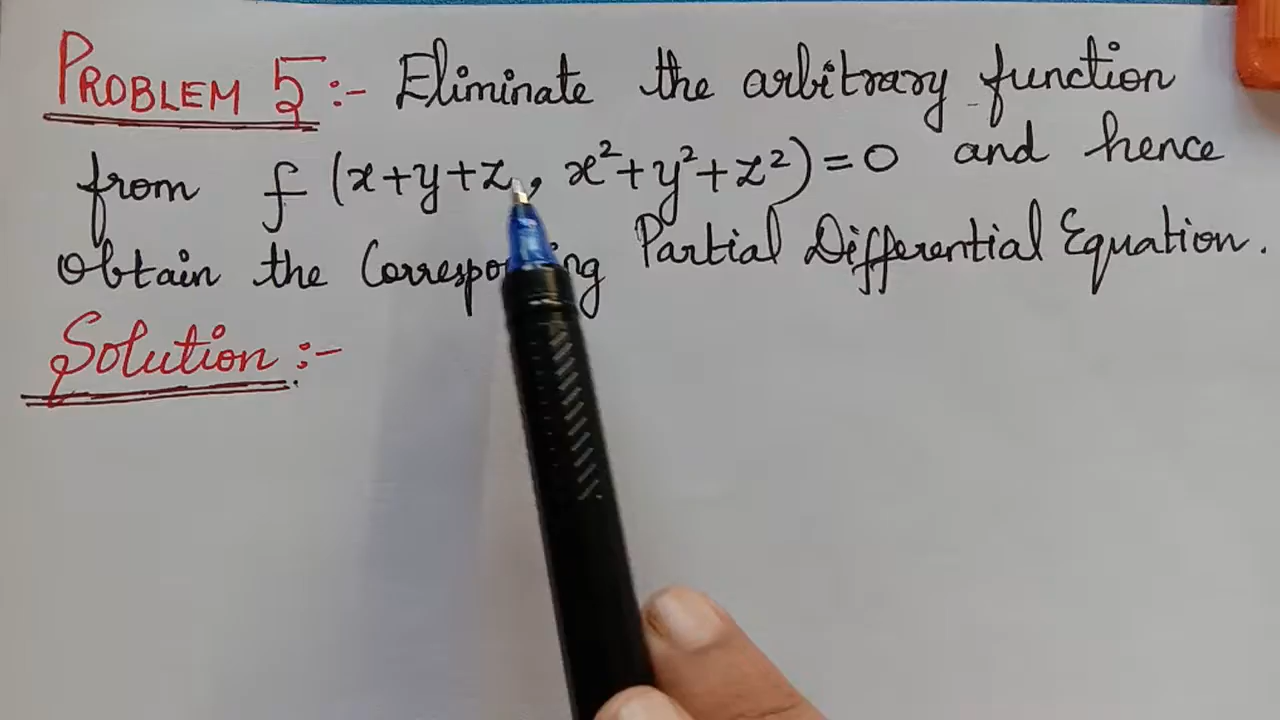 PROBLEM 5:- Eliminate the arbitrary function
from f (x+y+z, x²+y²+z²)=0 and hence
obtain the Partial Differential Equation.
Solution:-